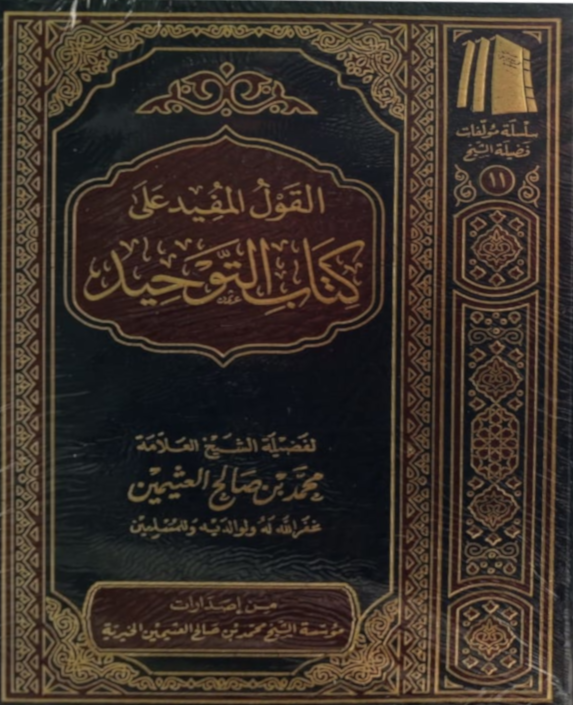 سلسلة مؤلفات
فضيلة الشيخ
١١
القول المفيد على
كتاب التوحيد
لفضيلة الشيخ العلامة
محمد بن صالح العثيمين
غفر الله له ولوالديه وللمسلمين
من إصدارات
مؤسسة الشيخ محمد بن صالح العثيمين الخيرية